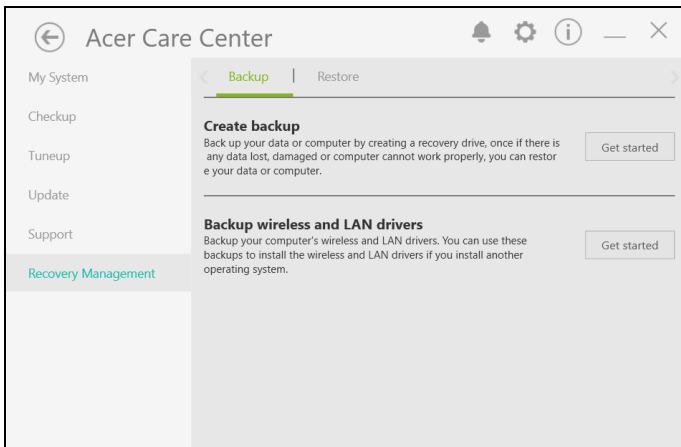 Acer Care Center
My System
Checkup
Tuneup
Update
Support
Recovery Management
Backup | Restore
Create backup
Back up your data or computer by creating a recovery drive, once if there is
any data lost, damaged or computer cannot work properly, you can restor
e your data or computer.
Get started
Backup wireless and LAN drivers
Backup your computer's wireless and LAN drivers. You can use these
backups to install the wireless and LAN drivers if you install another
operating system.
Get started